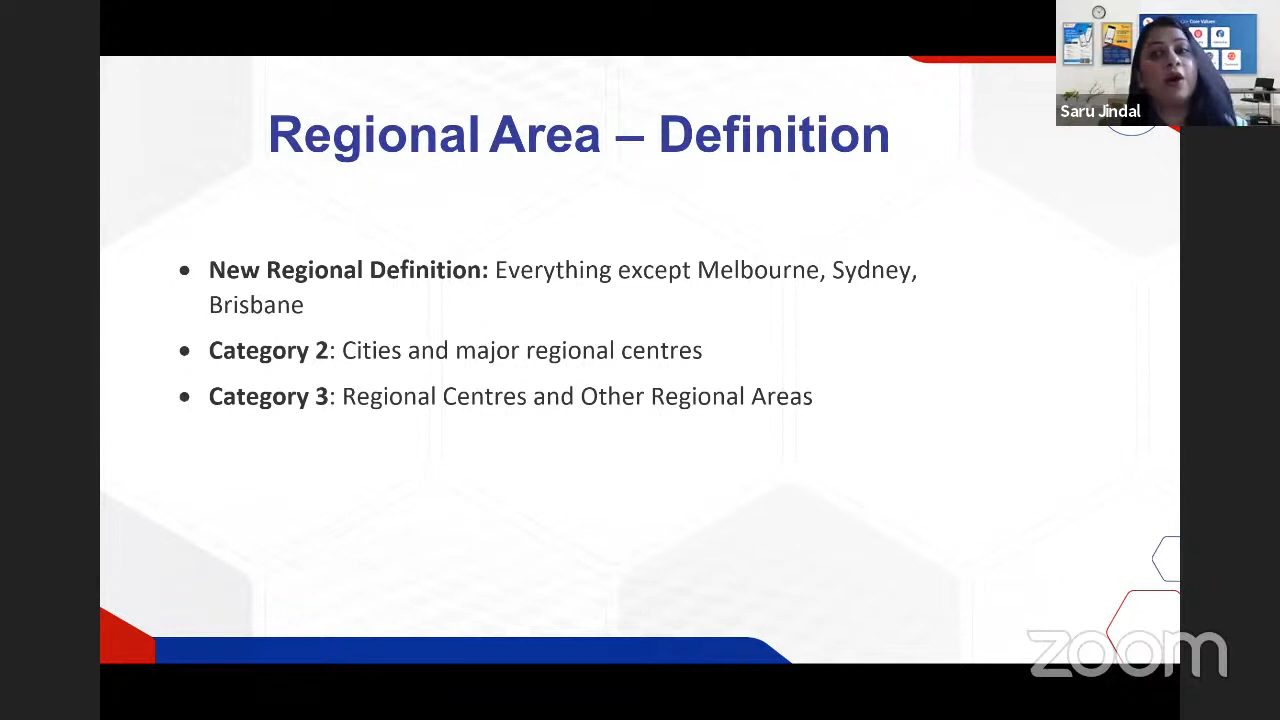 Saru Jindal
Regional Area – Definition
• New Regional Definition: Everything except Melbourne, Sydney,
Brisbane
• Category 2: Cities and major regional centres
• Category 3: Regional Centres and Other Regional Areas
zoom